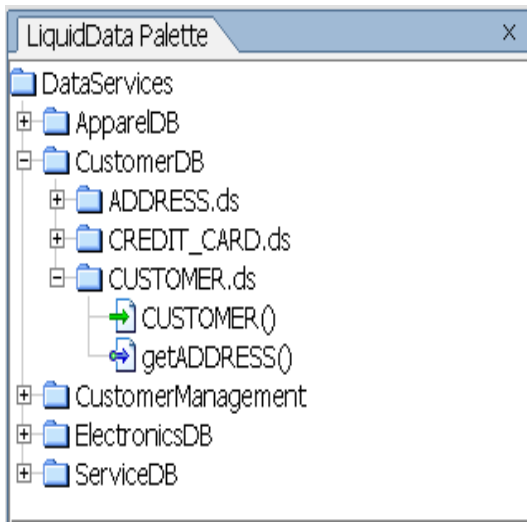 LiquidData Palette X
DataServices
ApparelDB
CustomerDB
ADDRESS.ds
CREDIT_CARD.ds
CUSTOMER.ds
CUSTOMER()
getADDRESS()
CustomerManagement
ElectronicsDB
ServiceDB